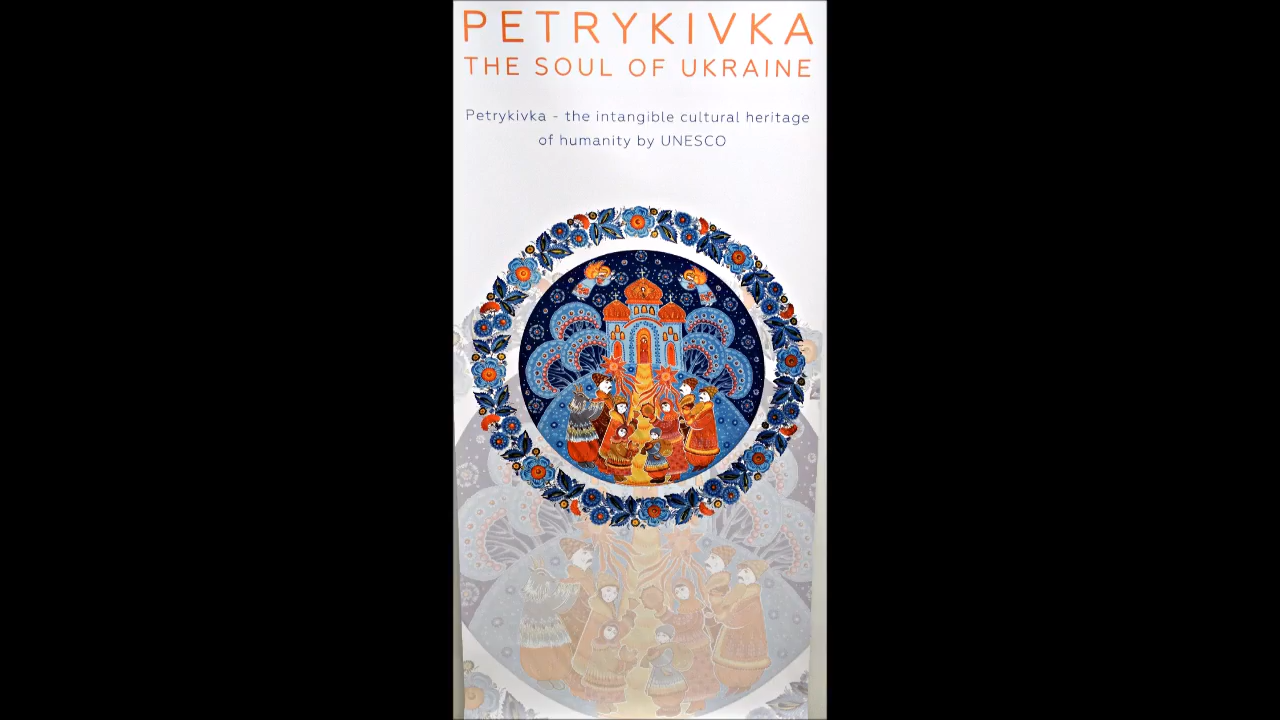 PETRYKIVKA
THE SOUL OF UKRAINE
Petrykivka - the intangible cultural heritage
of humanity by UNESCO